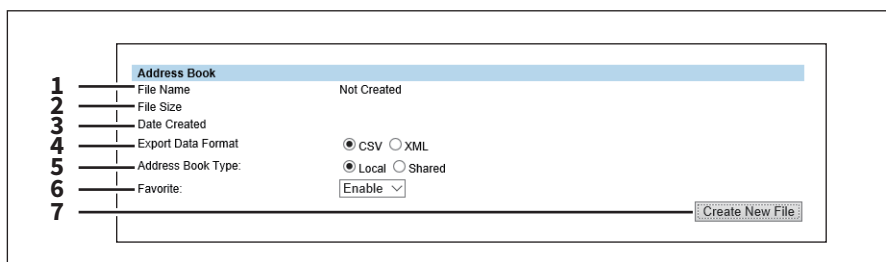 Address Book
1 File Name Not Created
2 File Size
3 Date Created
4 Export Data Format CSV XML
5 Address Book Type: Local Shared
6 Favorite: Enable
7 Create New File